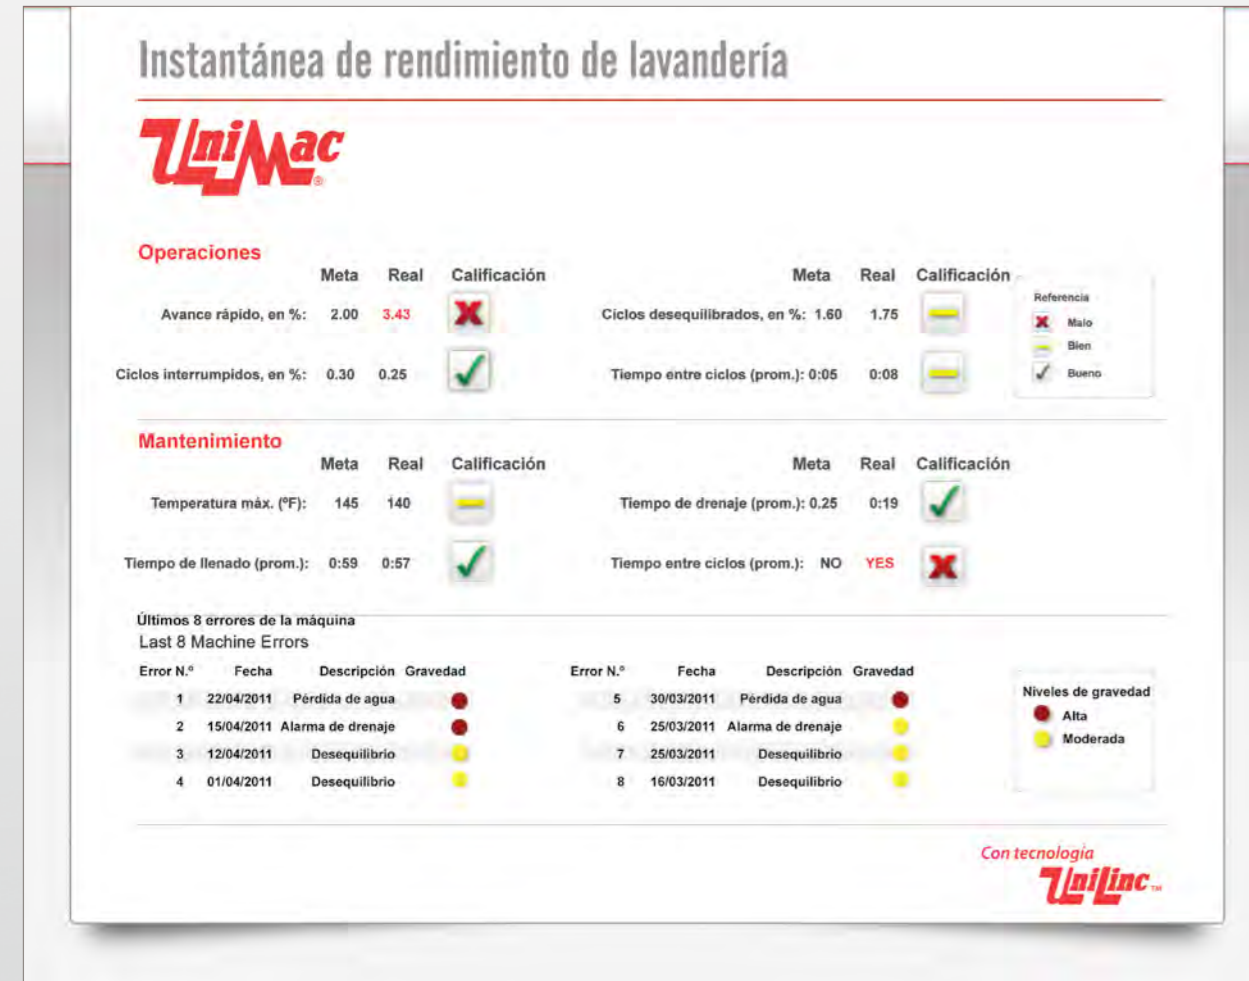 Instantánea de rendimiento de lavandería
UniMac®
Operaciones
Meta Real Calificación Meta Real Calificación
Avance rápido, en %: 2.00 3.43 Ciclos desequilibrados, en %: 1.60 1.75
Ciclos interrumpidos, en %: 0.30 0.25 Tiempo entre ciclos (prom.): 0:05 0:08
Referencia
Malo
Bien
Bueno
Mantenimiento
Meta Real Calificación Meta Real Calificación
Temperatura máx. (ºF): 145 140 Tiempo de drenaje (prom.): 0.25 0:19
Tiempo de llenado (prom.): 0:59 0:57 Tiempo entre ciclos (prom.): NO YES
Últimos 8 errores de la máquina
Last 8 Machine Errors
Error N.º Fecha Descripción Gravedad Error N.º Fecha Descripción Gravedad
1 22/04/2011 Pérdida de agua 5 30/03/2011 Pérdida de agua
2 15/04/2011 Alarma de drenaje 6 25/03/2011 Alarma de drenaje
3 12/04/2011 Desequilibrio 7 25/03/2011 Desequilibrio
4 01/04/2011 Desequilibrio 8 16/03/2011 Desequilibrio
Niveles de gravedad
Alta
Moderada
Con tecnología
UniLinc™